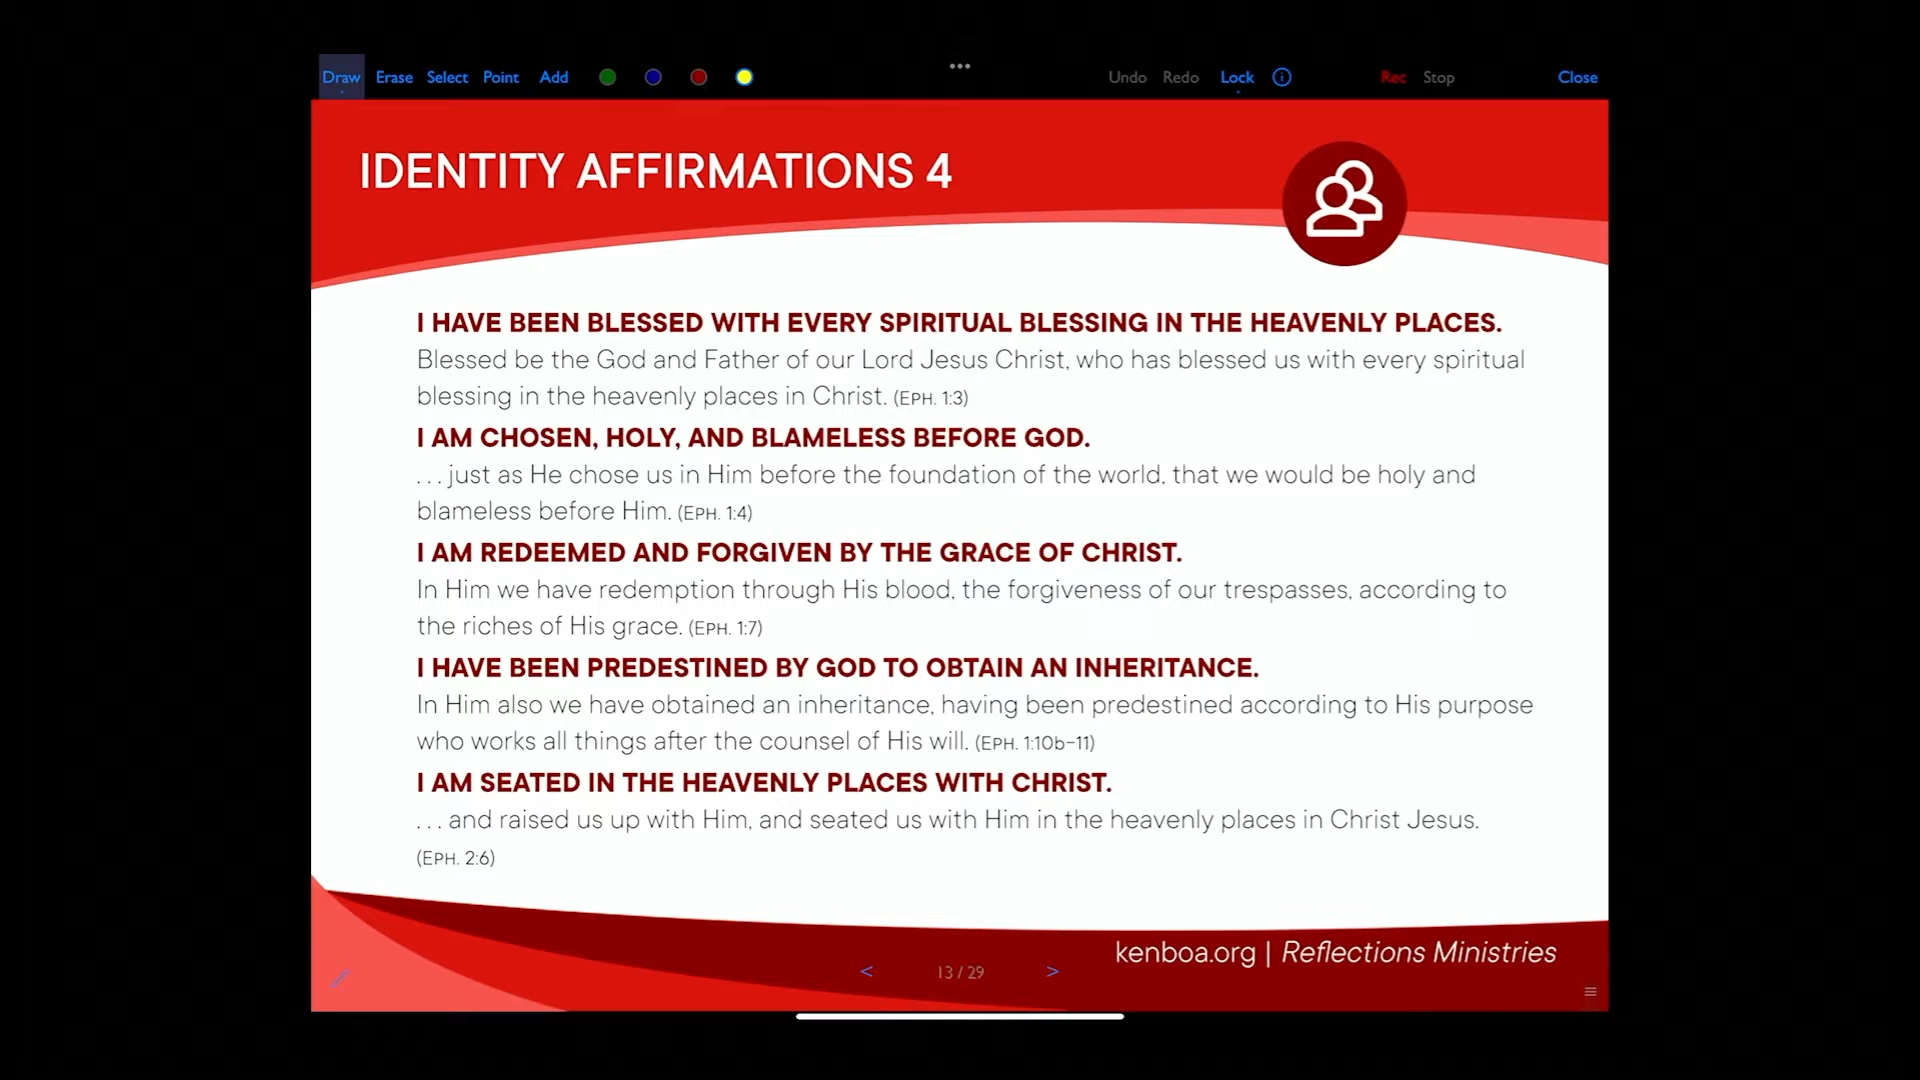 Draw Erase Select Point Add ••• Undo Redo Lock Rec Stop Close
IDENTITY AFFIRMATIONS 4
I HAVE BEEN BLESSED WITH EVERY SPIRITUAL BLESSING IN THE HEAVENLY PLACES.
Blessed be the God and Father of our Lord Jesus Christ, who has blessed us with every spiritual
blessing in the heavenly places in Christ. (EPH. 1:3)
I AM CHOSEN, HOLY, AND BLAMELESS BEFORE GOD.
. . . just as He chose us in Him before the foundation of the world, that we would be holy and
blameless before Him. (EPH. 1:4)
I AM REDEEMED AND FORGIVEN BY THE GRACE OF CHRIST.
In Him we have redemption through His blood, the forgiveness of our trespasses, according to
the riches of His grace. (EPH. 1:7)
I HAVE BEEN PREDESTINED BY GOD TO OBTAIN AN INHERITANCE.
In Him also we have obtained an inheritance, having been predestined according to His purpose
who works all things after the counsel of His will. (EPH. 1:10b–11)
I AM SEATED IN THE HEAVENLY PLACES WITH CHRIST.
. . . and raised us up with Him, and seated us with Him in the heavenly places in Christ Jesus.
(EPH. 2:6)
kenboa.org | Reflections Ministries
< 13 / 29 >